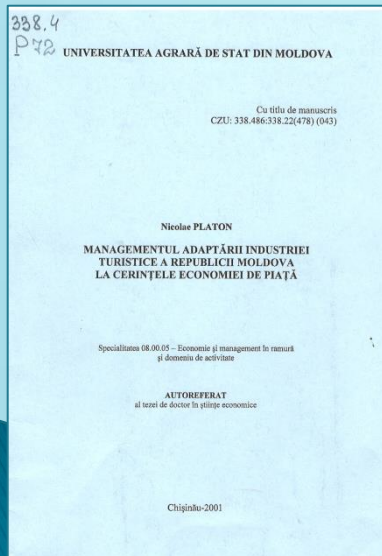 338.4
P72
UNIVERSITATEA AGRARĂ DE STAT DIN MOLDOVA
Cu titlu de manuscris
CZU: 338.486:338.22(478) (043)
Nicolae PLATON
MANAGEMENTUL ADAPTĂRII INDUSTRIEI
TURISTICE A REPUBLICII MOLDOVA
LA CERINŢELE ECONOMIEI DE PIAŢĂ
Specialitatea 08.00.05 – Economie şi management în ramură
şi domeniu de activitate
AUTOREFERAT
al tezei de doctor în ştiinţe economice
Chişinău-2001